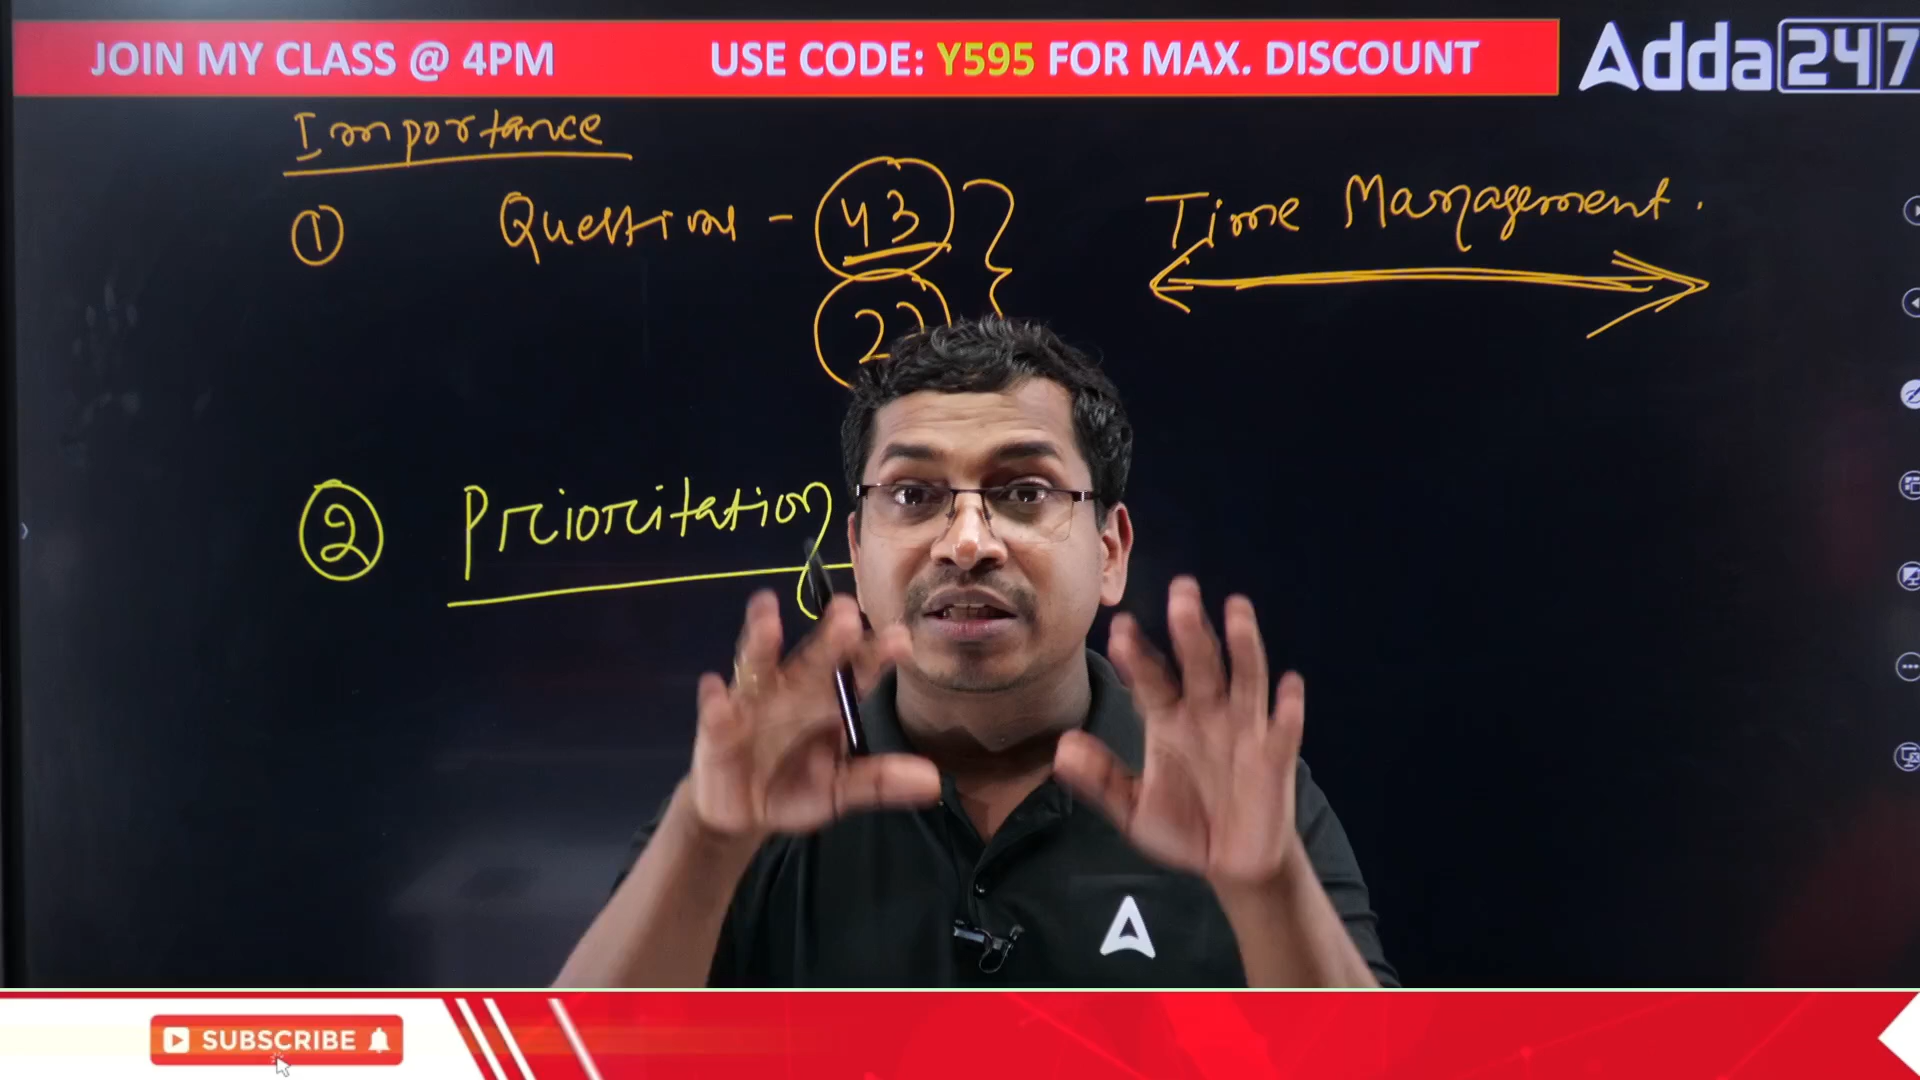 JOIN MY CLASS @ 4PM USE CODE: Y595 FOR MAX. DISCOUNT
Adda247
Importance
① Question - 43
Time Management.
② Prioritation
SUBSCRIBE